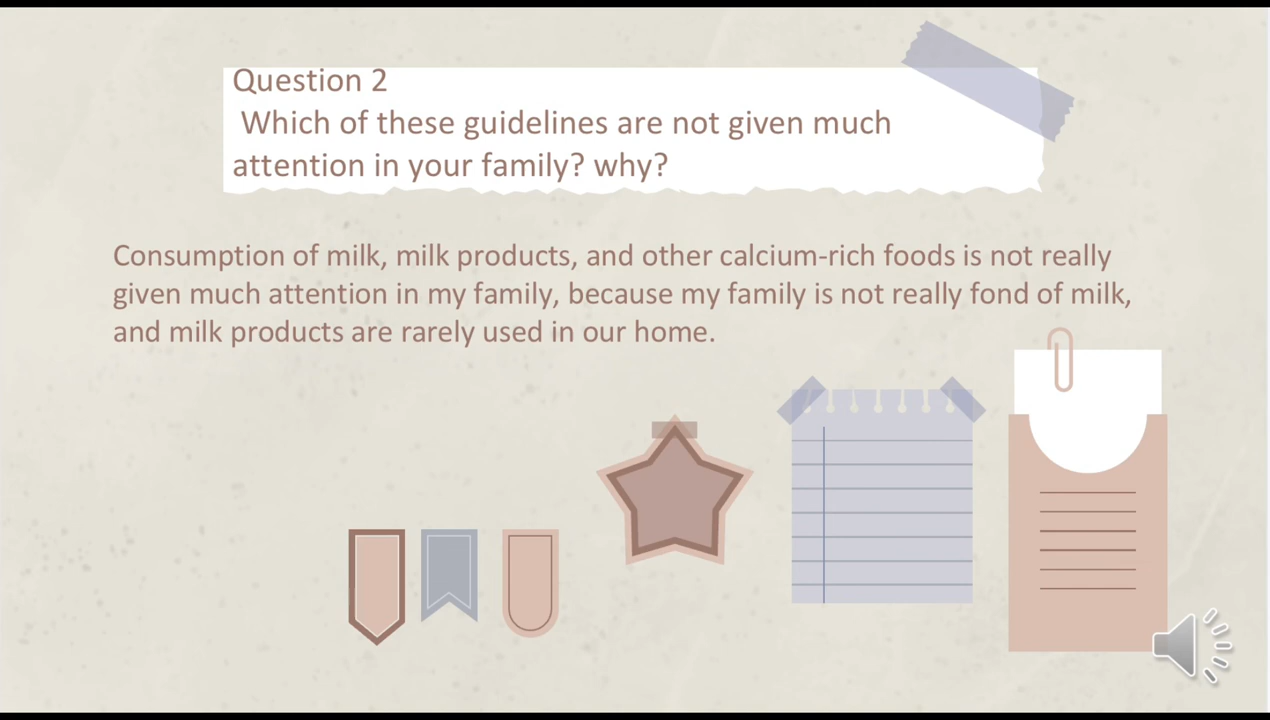 Question 2
Which of these guidelines are not given much
attention in your family? why?
Consumption of milk, milk products, and other calcium-rich foods is not really
given much attention in my family, because my family is not really fond of milk,
and milk products are rarely used in our home.